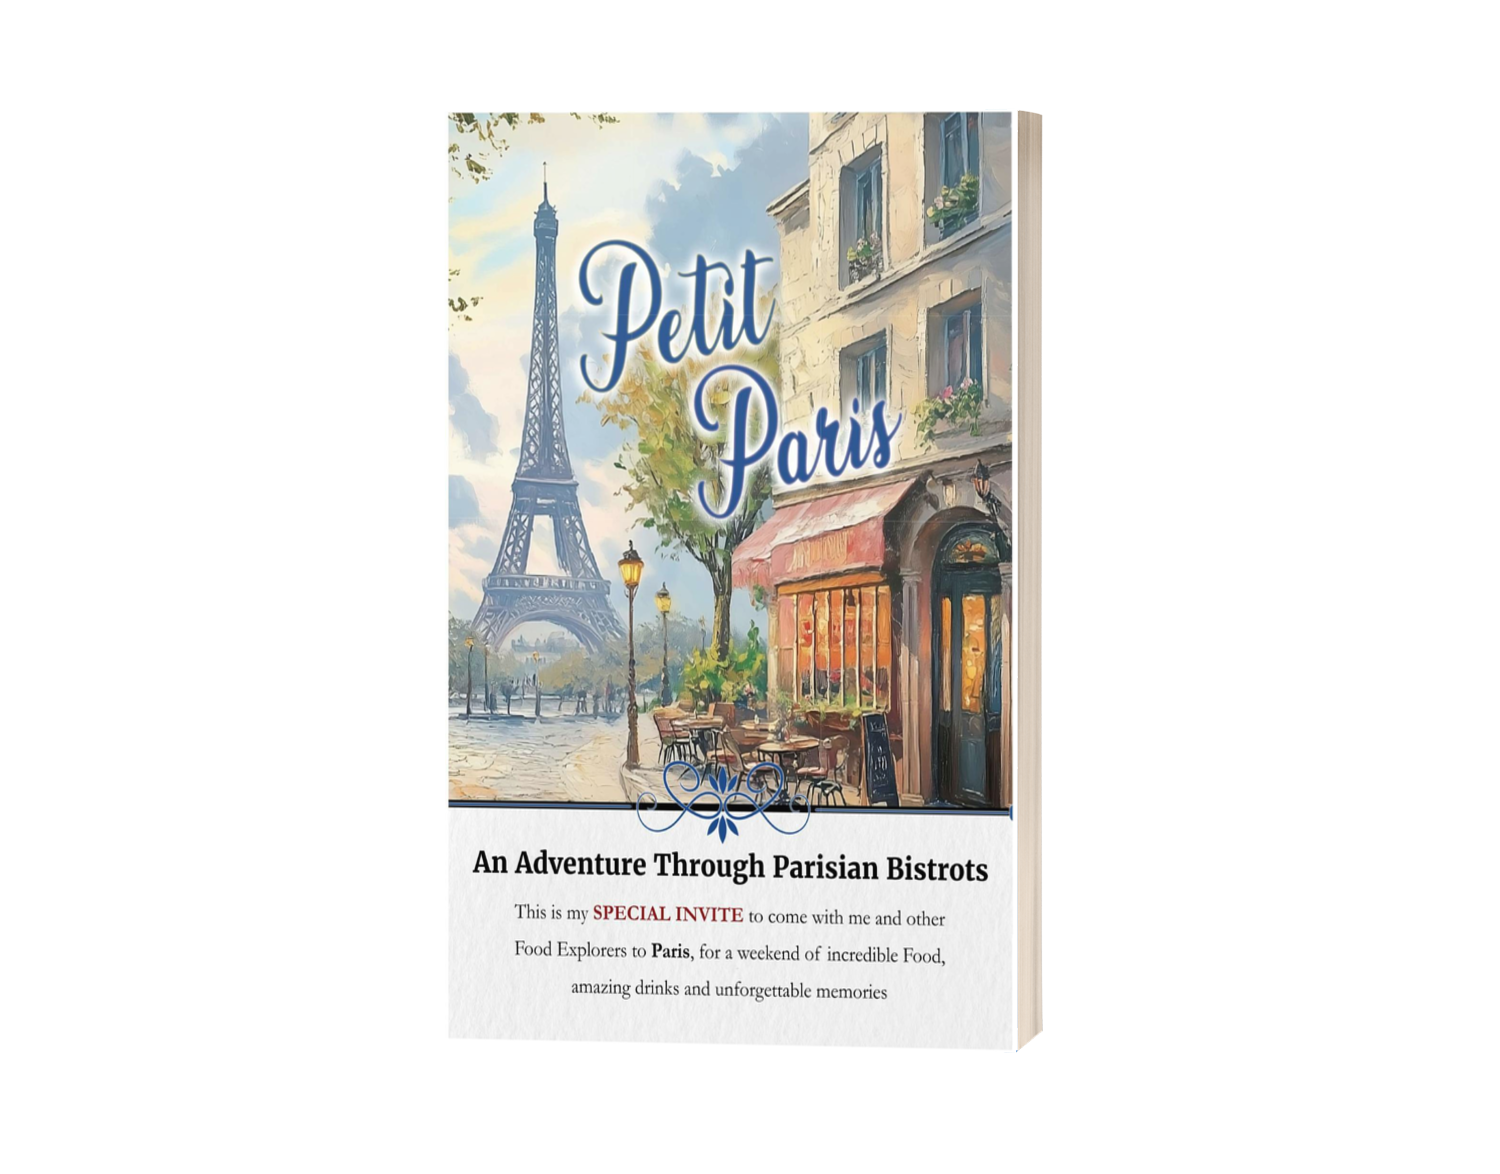 Petit
Paris
An Adventure Through Parisian Bistrots
This is my SPECIAL INVITE to come with me and other
Food Explorers to Paris, for a weekend of incredible Food,
amazing drinks and unforgettable memories